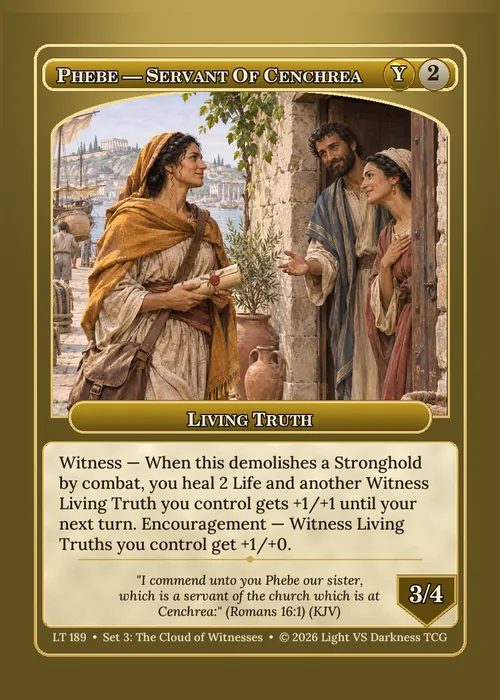 Phebe — Servant Of Cenchrea Y 2
Living Truth
Witness — When this demolishes a Stronghold
by combat, you heal 2 Life and another Witness
Living Truth you control gets +1/+1 until your
next turn. Encouragement — Witness Living
Truths you control get +1/+0.
"I commend unto you Phebe our sister,
which is a servant of the church which is at
Cenchrea:" (Romans 16:1) (KJV)
3/4
LT 189 • Set 3: The Cloud of Witnesses • © 2026 Light VS Darkness TCG